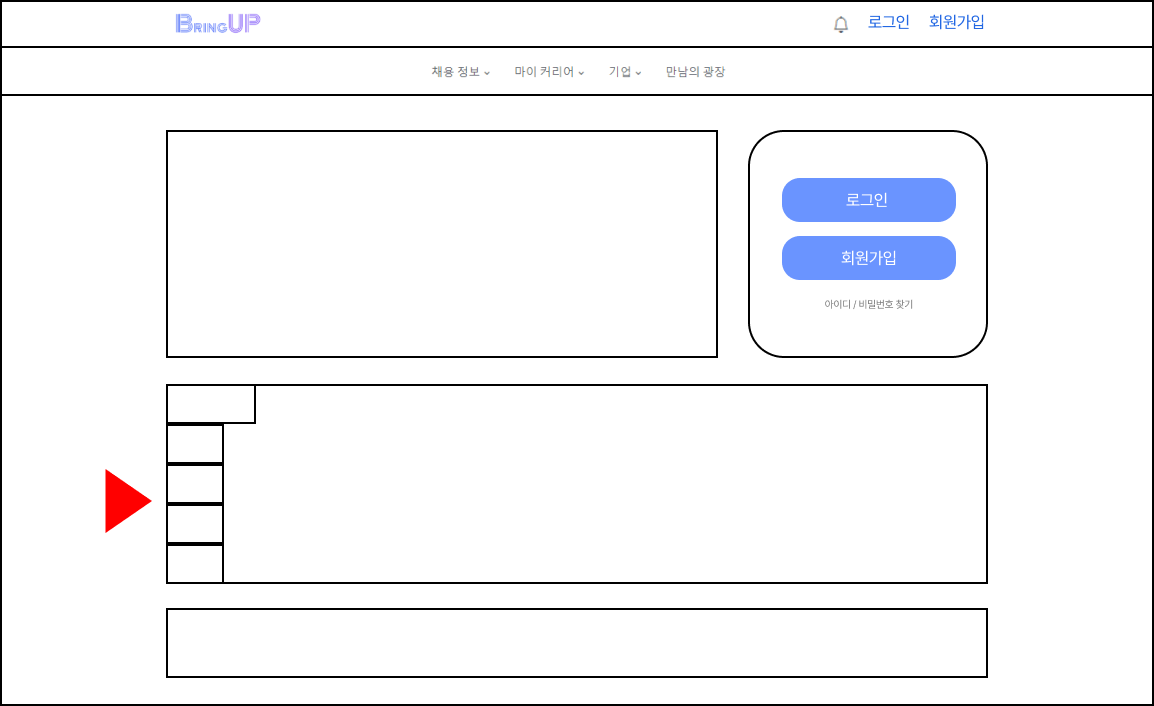 BRINGUP
로그인 회원가입
채용 정보 마이 커리어 기업 만남의 광장
로그인
회원가입
아이디 / 비밀번호 찾기